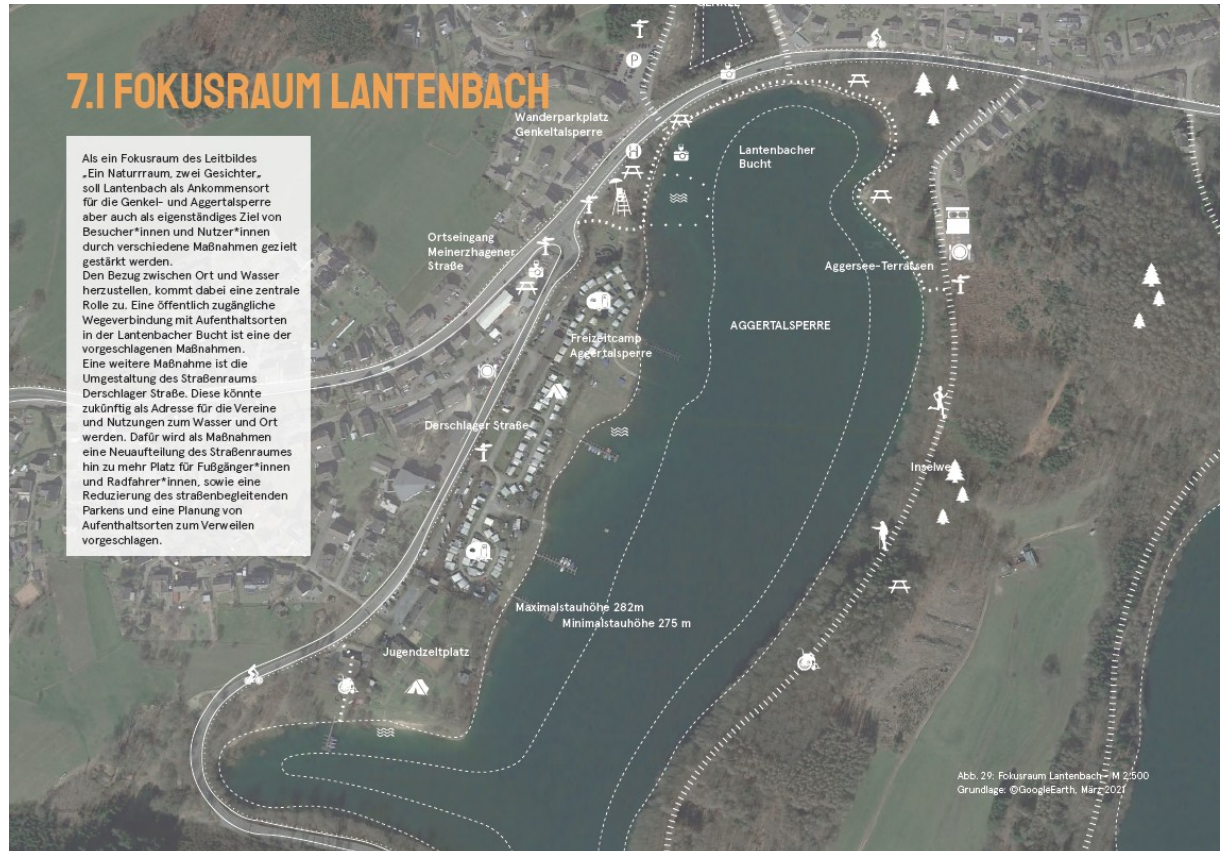 GENKEL
7.1 FOKUSRAUM LANTENBACH
Als ein Fokusraum des Leitbildes
„Ein Naturrraum, zwei Gesichter„
soll Lantenbach als Ankommensort
für die Genkel- und Aggertalsperre
aber auch als eigenständiges Ziel von
Besucher*innen und Nutzer*innen
durch verschiedene Maßnahmen gezielt
gestärkt werden.
Den Bezug zwischen Ort und Wasser
herzustellen, kommt dabei eine zentrale
Rolle zu. Eine öffentlich zugängliche
Wegeverbindung mit Aufenthaltsorten
in der Lantenbacher Bucht ist eine der
vorgeschlagenen Maßnahmen.
Eine weitere Maßnahme ist die
Umgestaltung des Straßenraums
Derschlager Straße. Diese könnte
zukünftig als Adresse für die Vereine
und Nutzungen zum Wasser und Ort
werden. Dafür wird als Maßnahmen
eine Neuaufteilung des Straßenraumes
hin zu mehr Platz für Fußgänger*innen
und Radfahrer*innen, sowie eine
Reduzierung des straßenbegleitenden
Parkens und eine Planung von
Aufenthaltsorten zum Verweilen
vorgeschlagen.
P
Wanderparkplatz
Genkeltalsperre
H
Lantenbacher
Bucht
Ortseingang
Meinerzhagener
Straße
Aggersee-Terrassen
AGGERTALSPERRE
Freizeitcamp
Aggertalsperre
Derschlager Straße
Inselweg
Maximalstauhöhe 282m
Minimalstauhöhe 275 m
Jugendzeltplatz
Abb. 29: Fokusraum Lantenbach - M 2.500
Grundlage: ©GoogleEarth, März 2021